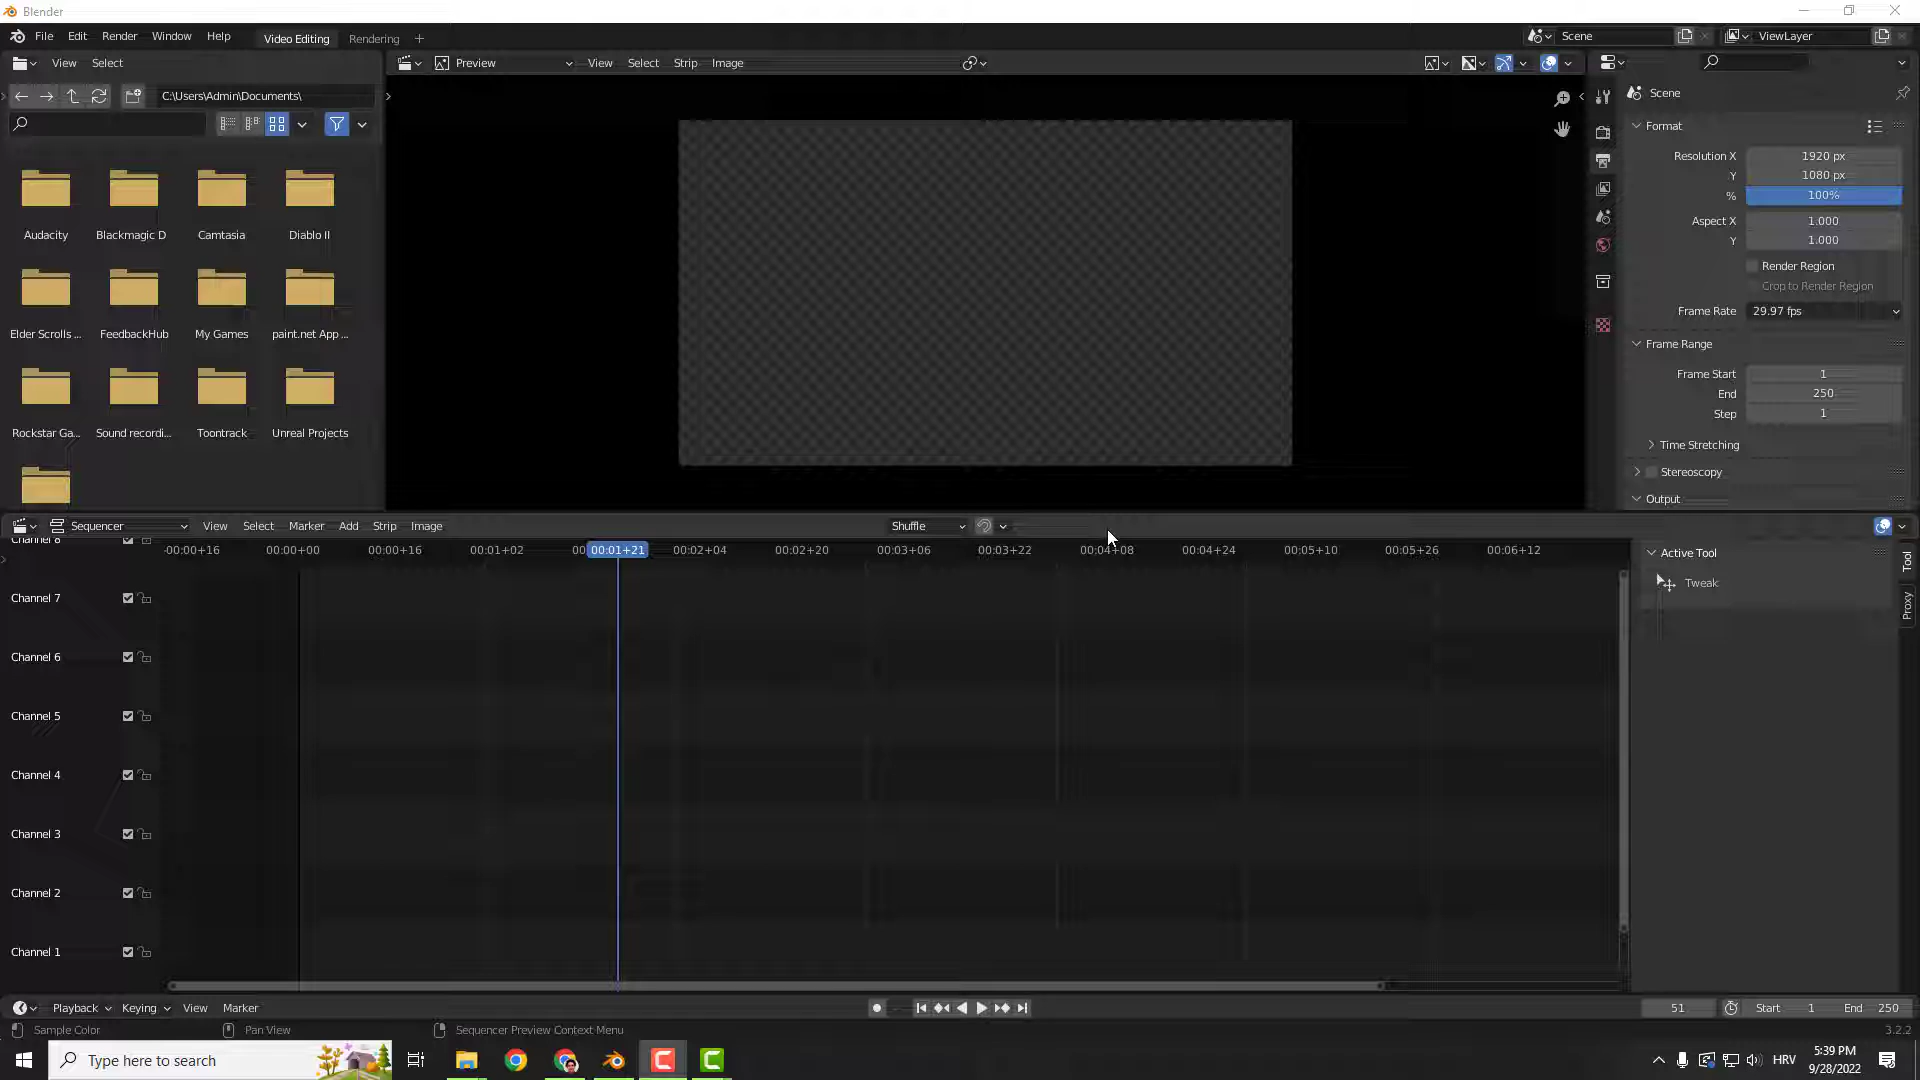 Blender
File Edit Render Window Help Video Editing Rendering + Scene ViewLayer
View Select Preview View Select Strip Image
C:\Users\Admin\Documents\
Scene
Format
Resolution X 1920 px
Y 1080 px
% 100%
Aspect X 1.000
Y 1.000
Render Region
Crop to Render Region
Frame Rate 29.97 fps
Frame Range
Frame Start 1
End 250
Step 1
Time Stretching
Stereoscopy
Output
Audacity Blackmagic D Camtasia Diablo II
Elder Scrolls ... FeedbackHub My Games paint.net App ...
Rockstar Ga... Sound recordi... Toontrack Unreal Projects
Sequencer View Select Marker Add Strip Image Shuffle
Channel 8 -00:00+16 00:00+00 00:00+16 00:01+02 00: 00:01+21 00:02+04 00:02+20 00:03+06 00:03+22 00:04+08 00:04+24 00:05+10 00:05+26 00:06+12
Active Tool
Tweak
Tool
Proxy
Channel 7
Channel 6
Channel 5
Channel 4
Channel 3
Channel 2
Channel 1
Playback Keying View Marker 51 Start 1 End 250
Sample Color Pan View Sequencer Preview Context Menu 3.2.2
Type here to search HRV 5:39 PM
9/28/2022